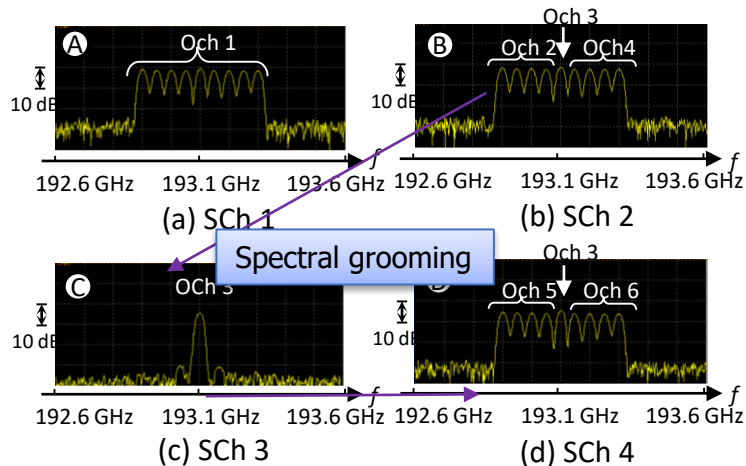 A
Och 1
10 dB
f
192.6 GHz 193.1 GHz 193.6 GHz
(a) SCh 1
Och 3
B
Och 2
OCh4
10 dB
f
192.6 GHz 193.1 GHz 193.6 GHz
(b) SCh 2
Spectral grooming
C
OCh 3
10 dB
192.6 GHz 193.1 GHz 193.6 GHz
(c) SCh 3
Och 3
Och 5
Och 6
10 dB
f
192.6 GHz 193.1 GHz 193.6 GHz
(d) SCh 4